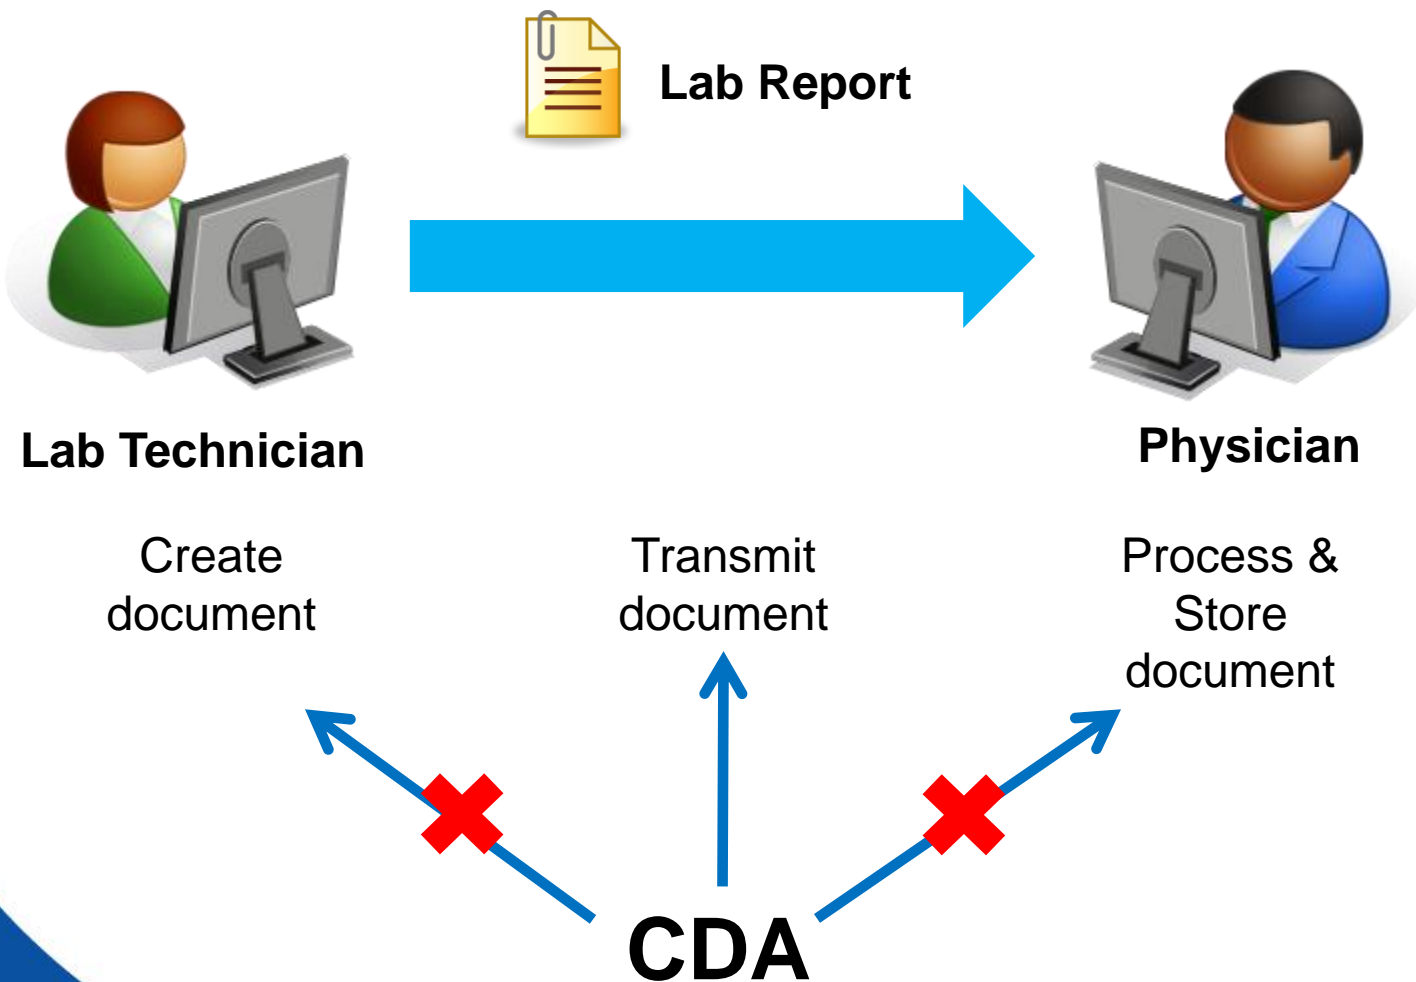 Lab Report
Lab Technician
Physician
Create
document
Transmit
document
Process &
Store
document
CDA